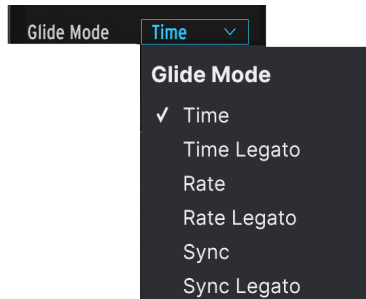 Glide Mode Time
Glide Mode
Time
Time Legato
Rate
Rate Legato
Sync
Sync Legato